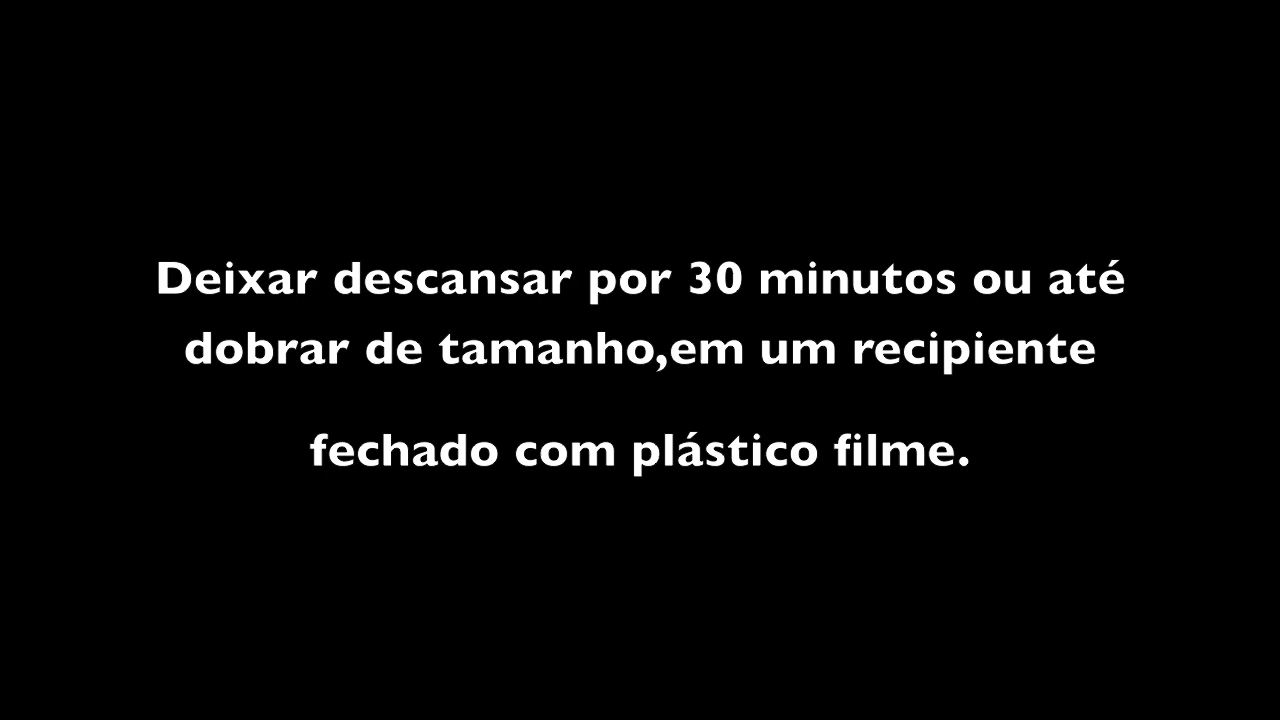 Deixar descansar por 30 minutos ou até
dobrar de tamanho,em um recipiente
fechado com plástico filme.